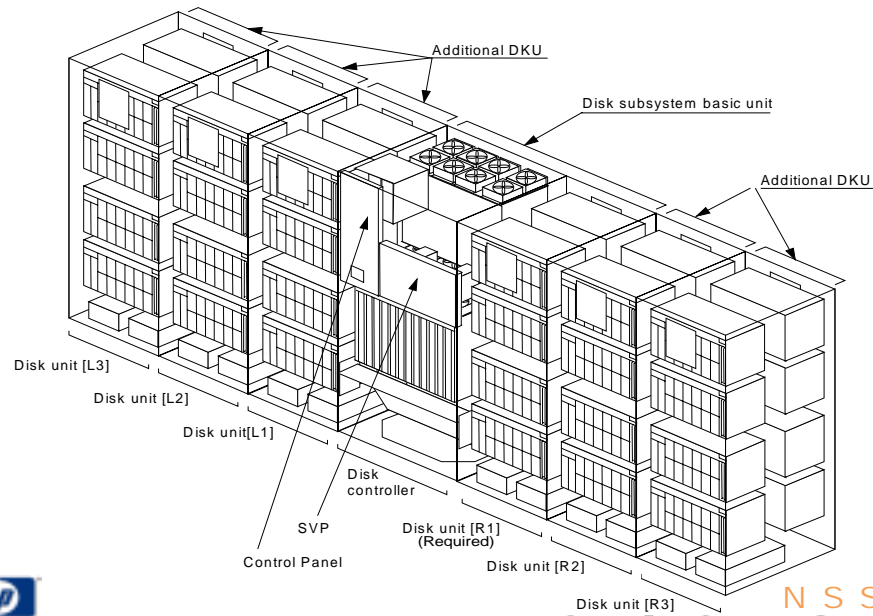 Additional DKU
Disk subsystem basic unit
Additional DKU
Disk unit [L3]
Disk unit [L2]
Disk unit[L1]
Disk
controller
SVP
Control Panel
Disk unit [R1]
(Required)
Disk unit [R2]
Disk unit [R3]
hp
N S S